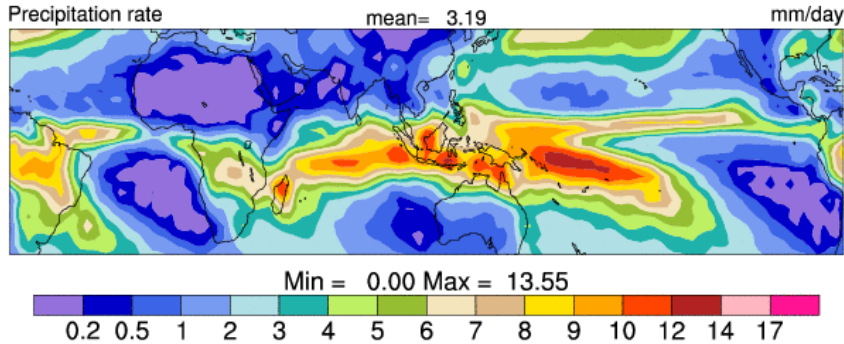 Precipitation rate mean= 3.19 mm/day
Min = 0.00 Max = 13.55
0.2 0.5 1 2 3 4 5 6 7 8 9 10 12 14 17